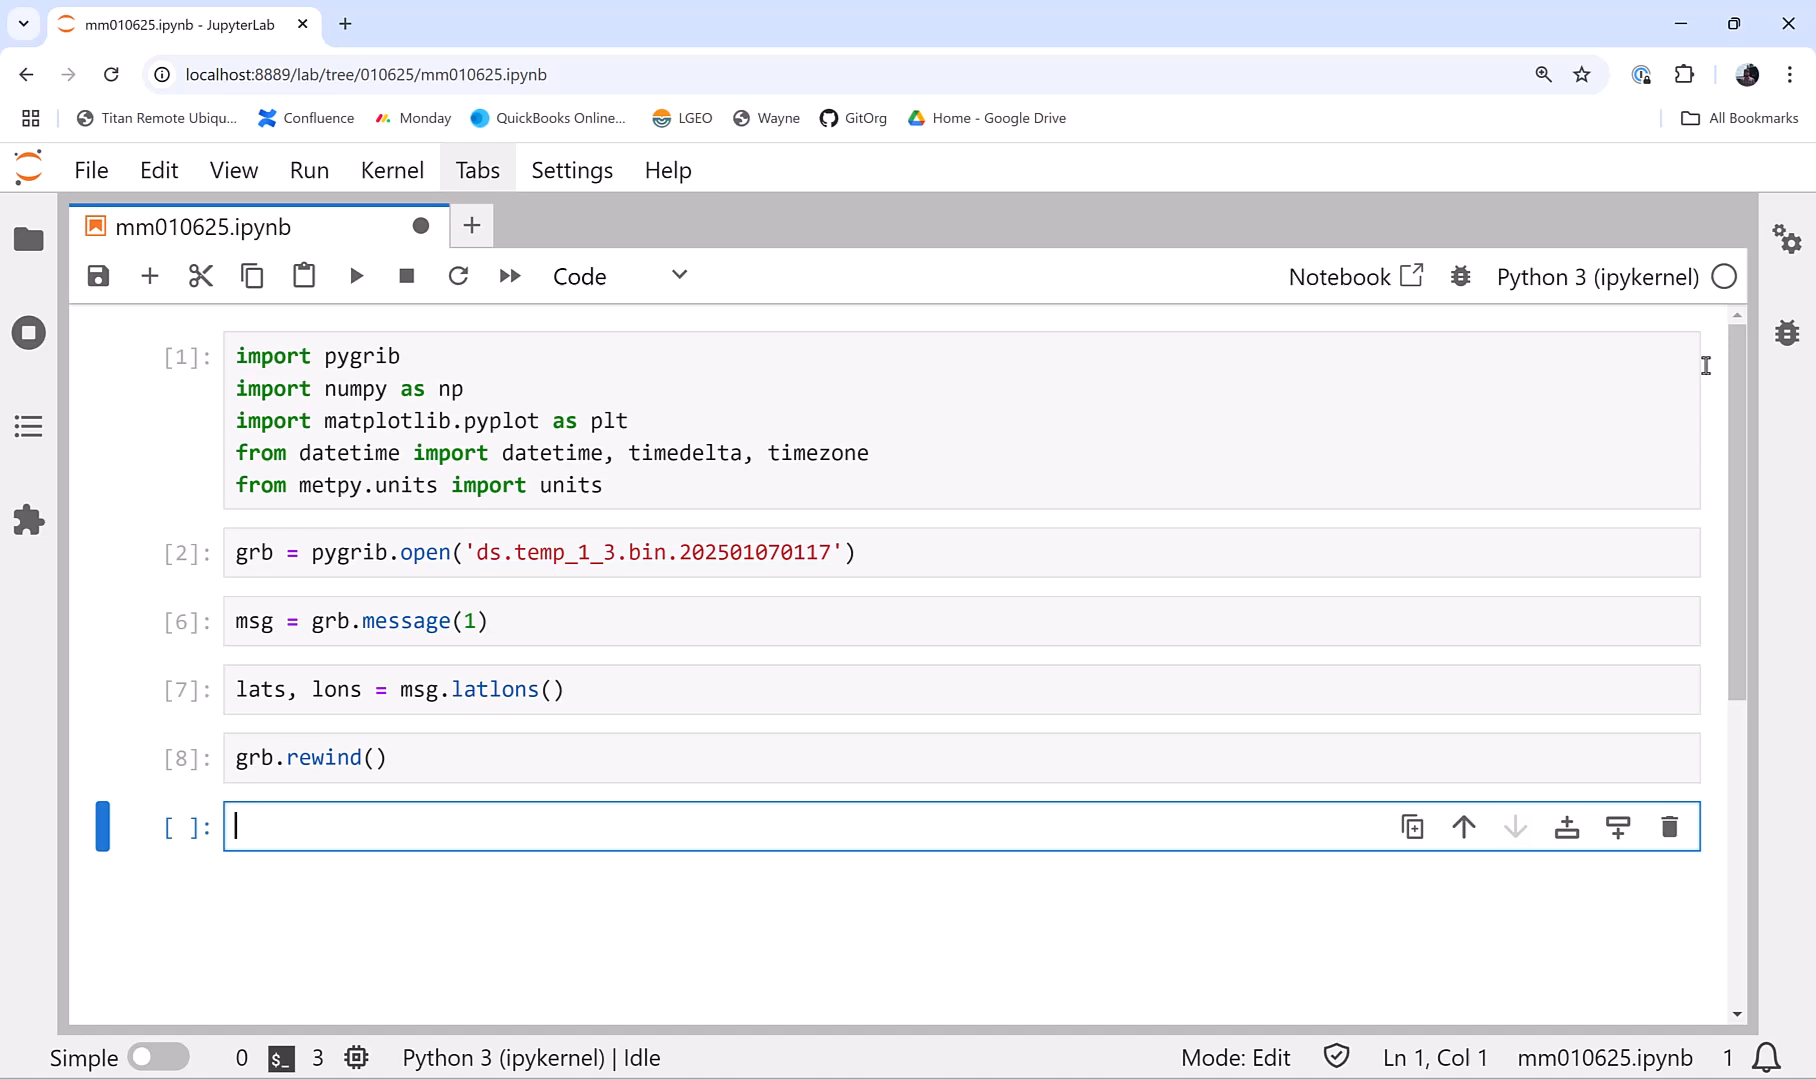 mm010625.ipynb - JupyterLab
localhost:8889/lab/tree/010625/mm010625.ipynb
Titan Remote Ubiqu... Confluence Monday QuickBooks Online... LGEO Wayne GitOrg Home - Google Drive All Bookmarks
File Edit View Run Kernel Tabs Settings Help
mm010625.ipynb
Code Notebook Python 3 (ipykernel)
[1]: import pygrib
import numpy as np
import matplotlib.pyplot as plt
from datetime import datetime, timedelta, timezone
from metpy.units import units
[2]: grb = pygrib.open('ds.temp_1_3.bin.202501070117')
[6]: msg = grb.message(1)
[7]: lats, lons = msg.latlons()
[8]: grb.rewind()
[ ]:
Simple 0 $_ 3 Python 3 (ipykernel) | Idle Mode: Edit Ln 1, Col 1 mm010625.ipynb 1